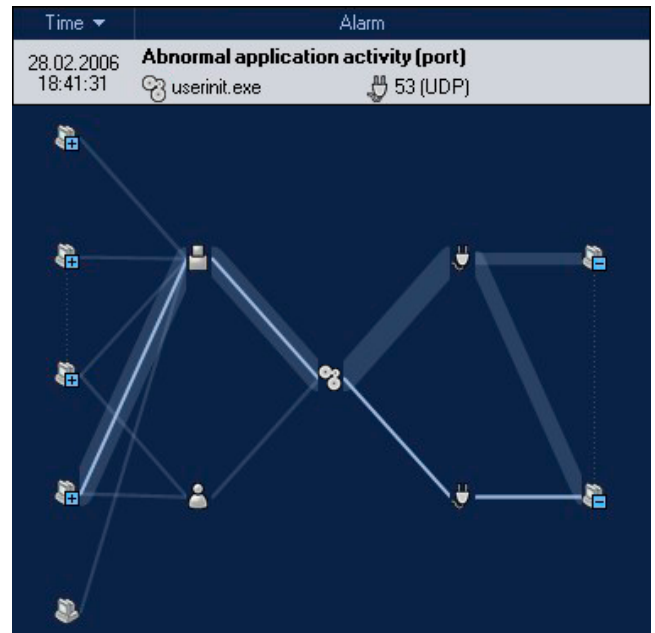 Time Alarm
28.02.2006 Abnormal application activity (port)
18:41:31 userinit.exe 53 (UDP)